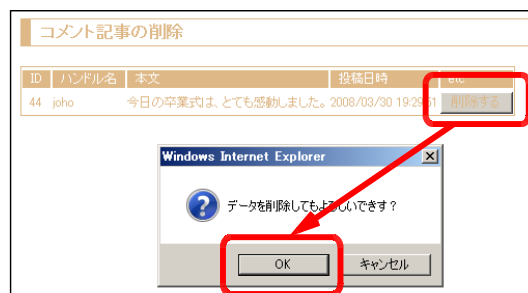 コメント記事の削除
ID ハンドル名 本文 投稿日時 etc
44 joho 今日の卒業式は、とても感動しました。 2008/03/30 19:29:51 削除する
Windows Internet Explorer
データを削除してもよろしいできす？
OK キャンセル